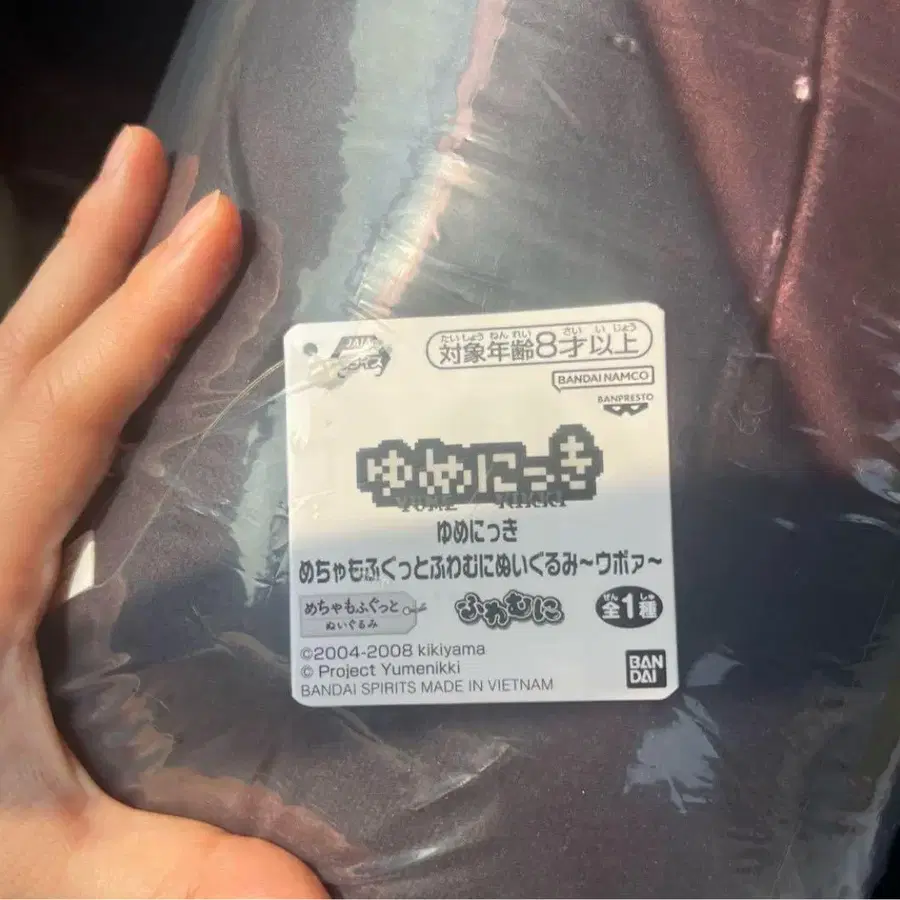 JAIA
たいしょうねんれい さいいじょう
対象年齢8才以上
BANDAI NAMCO
BANPRESTO
ゆめにっき
YUME NIKKI
ゆめにっき
めちゃもふぐっとふわむにぬいぐるみ～ウボァ～
めちゃもふぐっと
ぬいぐるみ
ふわむに
ぜん しゅ
全1種
©2004-2008 kikiyama
© Project Yumenikki
BANDAI SPIRITS MADE IN VIETNAM
BAN
DAI